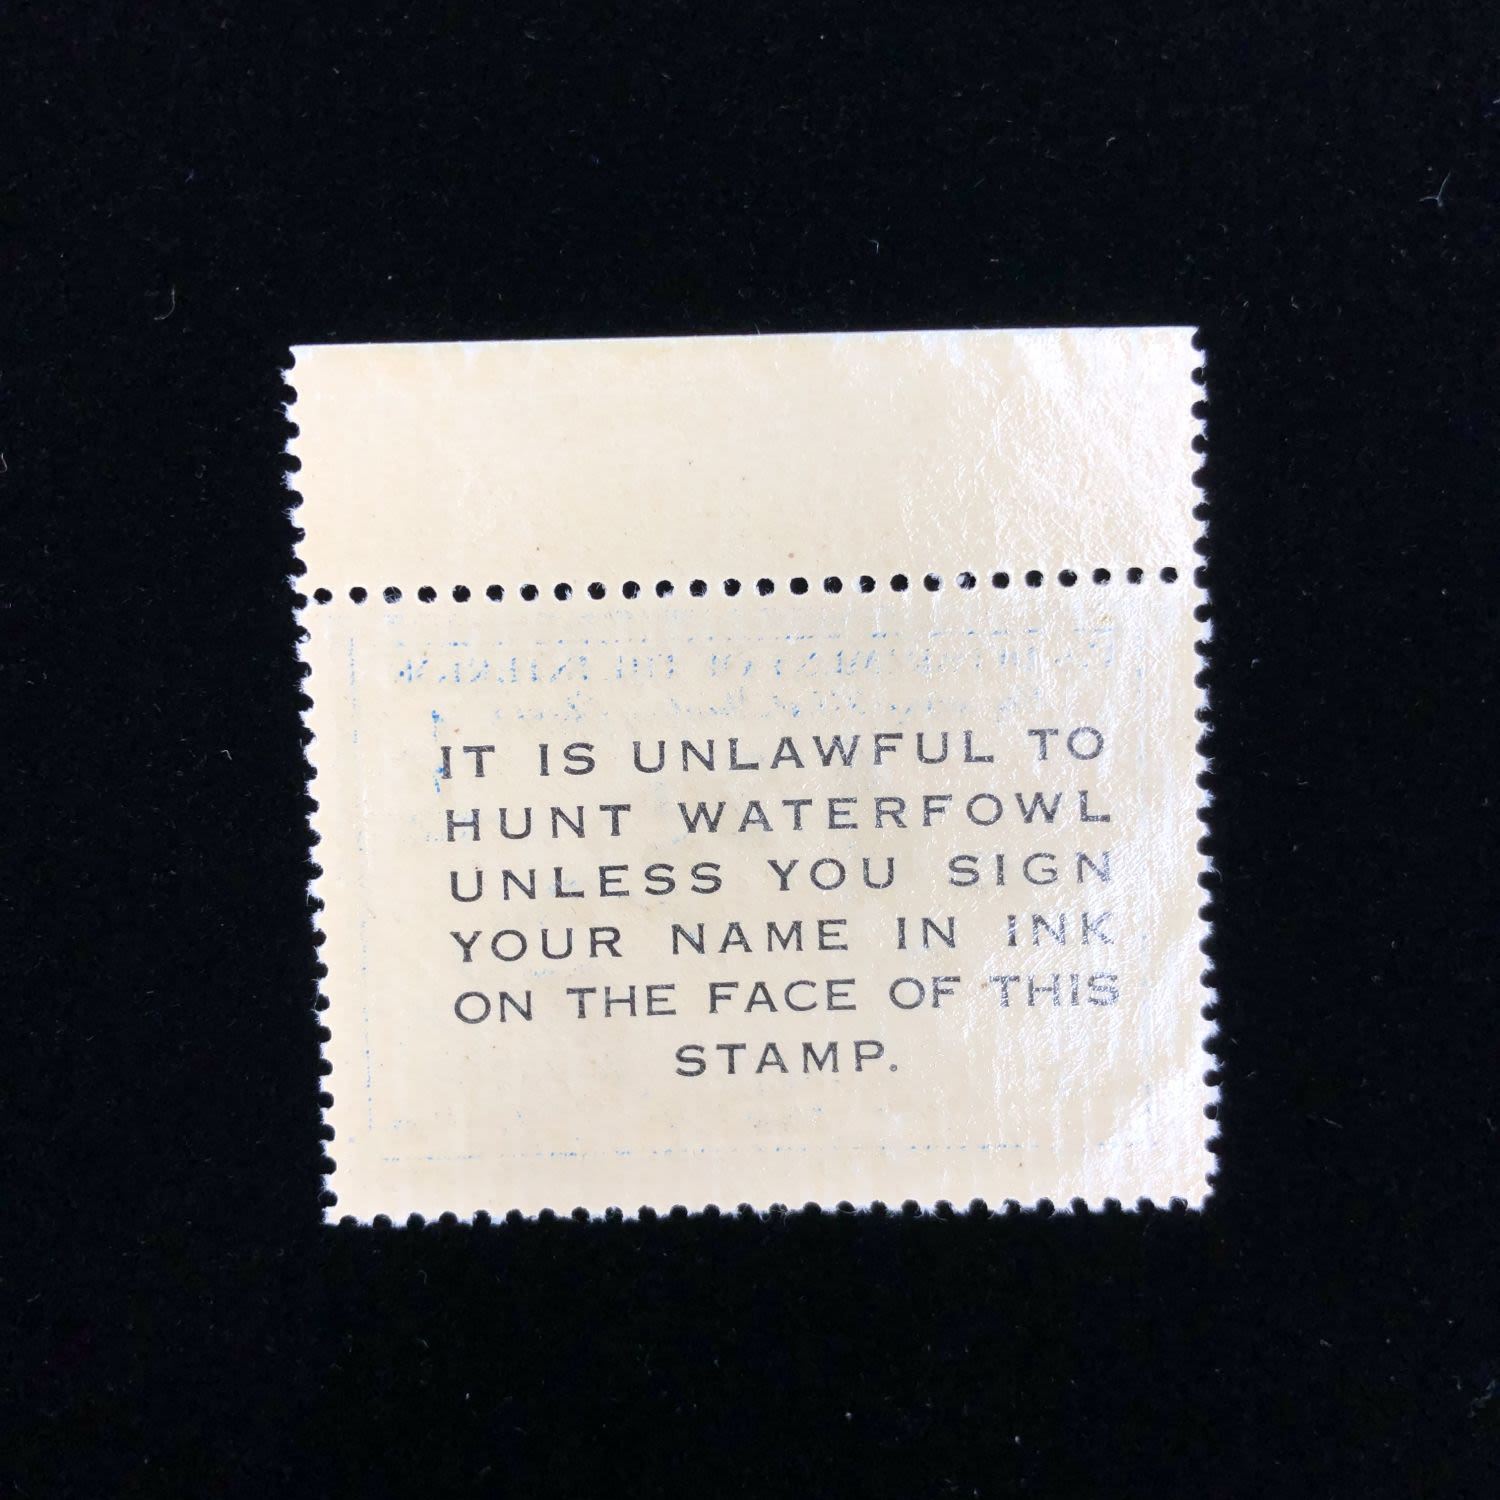 IT IS UNLAWFUL TO
HUNT WATERFOWL
UNLESS YOU SIGN
YOUR NAME IN INK
ON THE FACE OF THIS
STAMP.